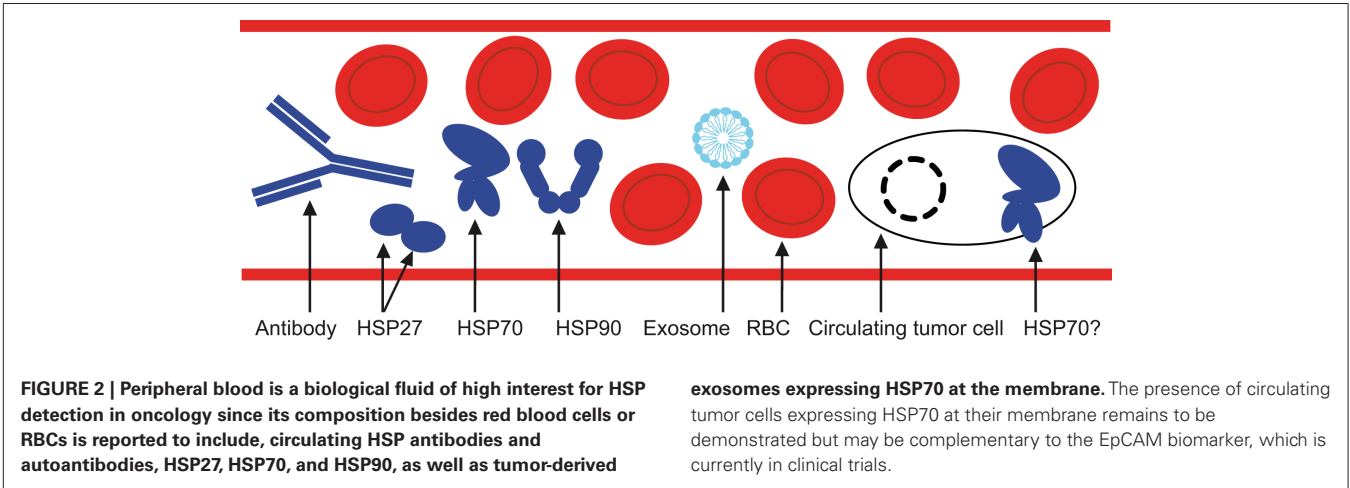 Antibody HSP27 HSP70 HSP90 Exosome RBC Circulating tumor cell HSP70?
FIGURE 2 | Peripheral blood is a biological fluid of high interest for HSP
detection in oncology since its composition besides red blood cells or
RBCs is reported to include, circulating HSP antibodies and
autoantibodies, HSP27, HSP70, and HSP90, as well as tumor-derived
exosomes expressing HSP70 at the membrane. The presence of circulating
tumor cells expressing HSP70 at their membrane remains to be
demonstrated but may be complementary to the EpCAM biomarker, which is
currently in clinical trials.